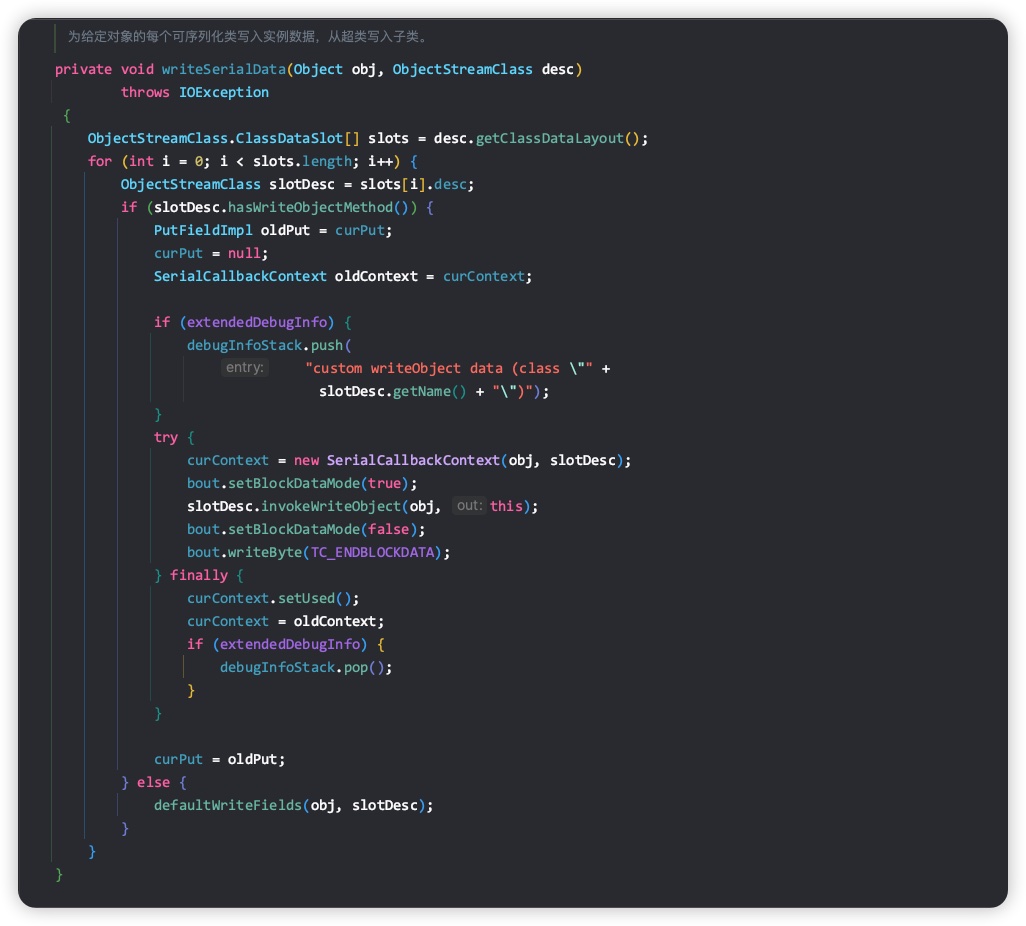 为给定对象的每个可序列化类写入实例数据，从超类写入子类。
private void writeSerialData(Object obj, ObjectStreamClass desc)
        throws IOException
 {
    ObjectStreamClass.ClassDataSlot[] slots = desc.getClassDataLayout();
    for (int i = 0; i < slots.length; i++) {
        ObjectStreamClass slotDesc = slots[i].desc;
        if (slotDesc.hasWriteObjectMethod()) {
            PutFieldImpl oldPut = curPut;
            curPut = null;
            SerialCallbackContext oldContext = curContext;

            if (extendedDebugInfo) {
                debugInfoStack.push(
                    entry: "custom writeObject data (class \"" +
                                slotDesc.getName() + "\")");
            }
            try {
                curContext = new SerialCallbackContext(obj, slotDesc);
                bout.setBlockDataMode(true);
                slotDesc.invokeWriteObject(obj, out: this);
                bout.setBlockDataMode(false);
                bout.writeByte(TC_ENDBLOCKDATA);
            } finally {
                curContext.setUsed();
                curContext = oldContext;
                if (extendedDebugInfo) {
                    debugInfoStack.pop();
                }
            }

            curPut = oldPut;
        } else {
            defaultWriteFields(obj, slotDesc);
        }
    }
}